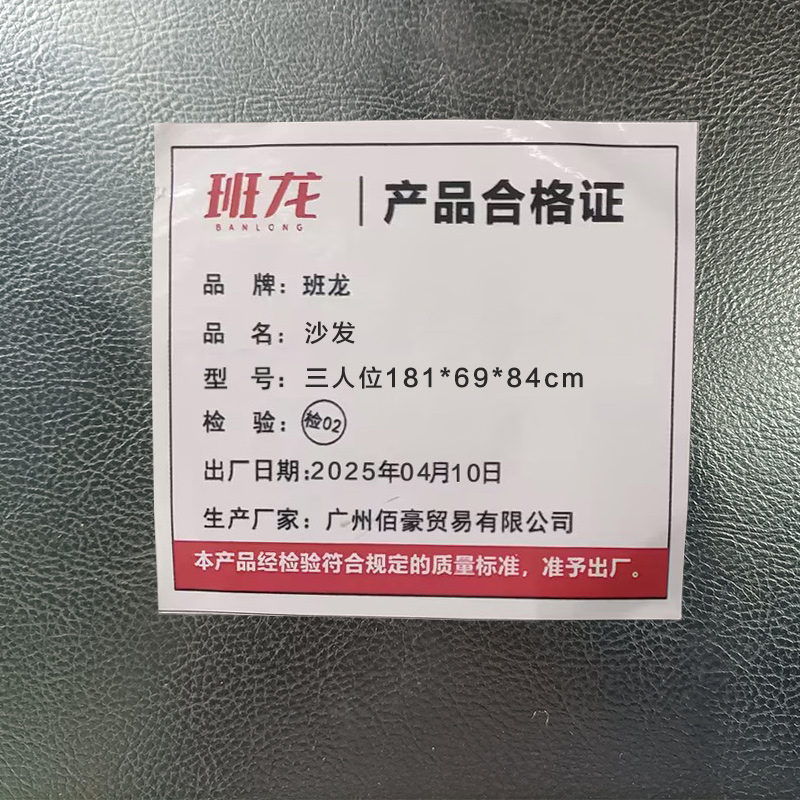 班龙 | 产品合格证
BANLONG
品 牌：班龙
品 名：沙发
型 号：三人位181*69*84cm
检 验：检02
出厂日期:2025年04月10日
生产厂家：广州佰豪贸易有限公司
本产品经检验符合规定的质量标准，准予出厂。